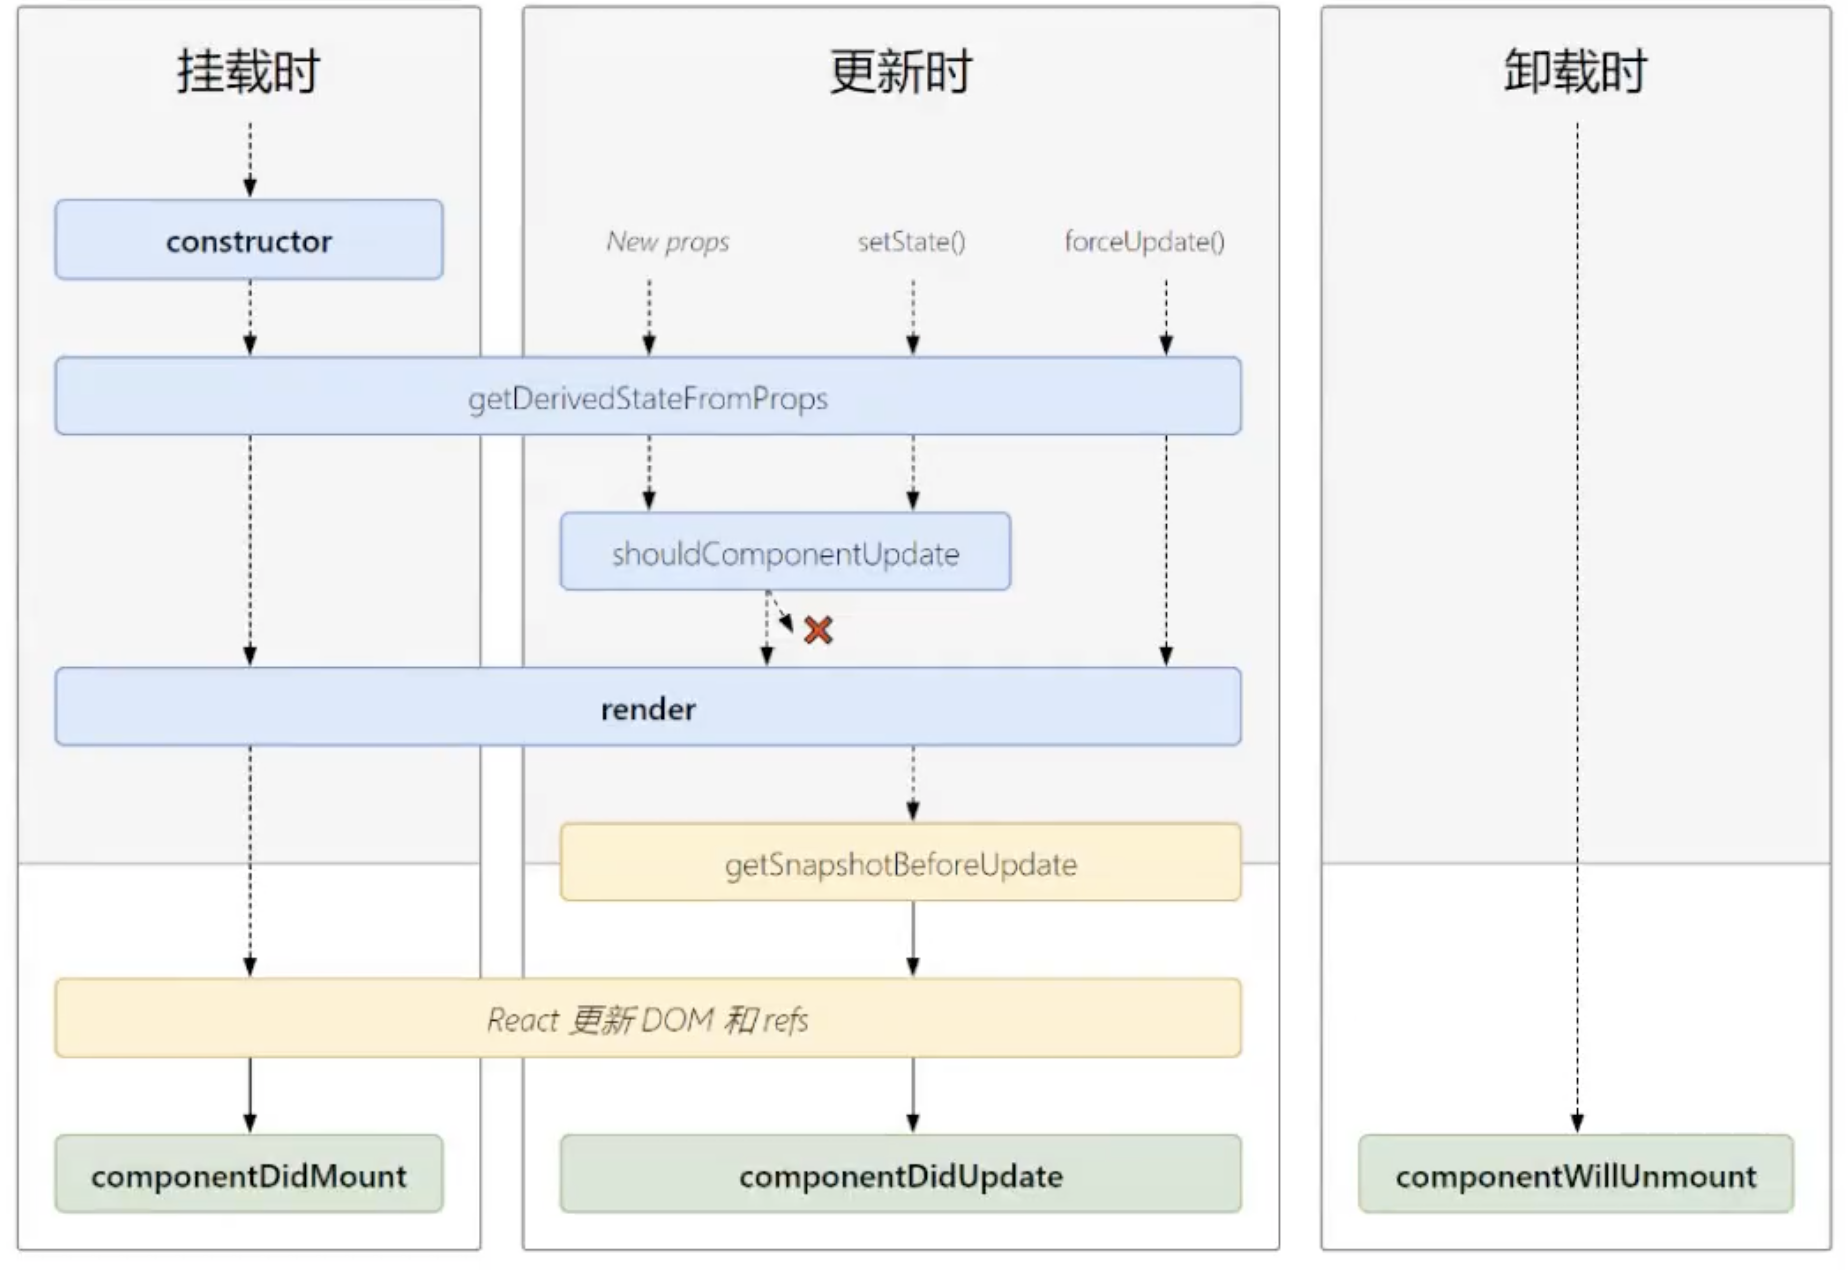 挂载时
更新时
卸载时
constructor
New props
setState()
forceUpdate()
getDerivedStateFromProps
shouldComponentUpdate
render
getSnapshotBeforeUpdate
React 更新 DOM 和 refs
componentDidMount
componentDidUpdate
componentWillUnmount